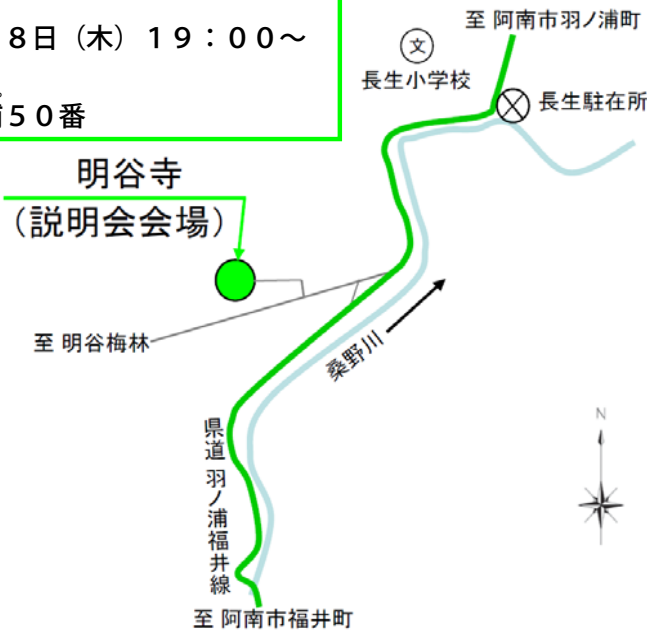 8日（木）１９：００～
５０番
至 阿南市羽ノ浦町
文
長生小学校
長生駐在所
明谷寺
（説明会会場）
至 明谷梅林
桑野川
県道 羽ノ浦福井線
N
至 阿南市福井町